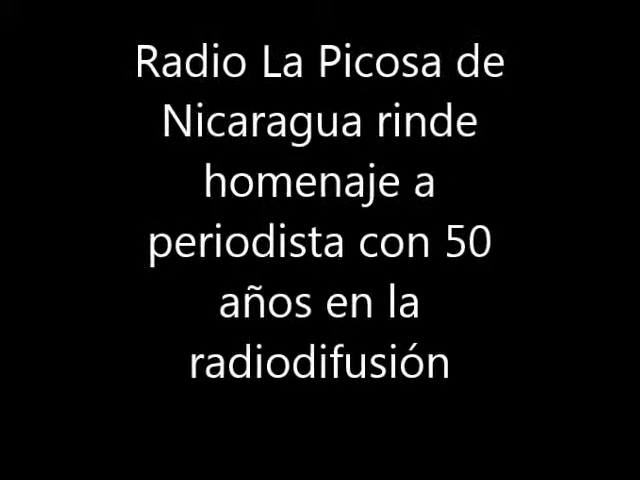 Radio La Picosa de
Nicaragua rinde
homenaje a
periodista con 50
años en la
radiodifusión